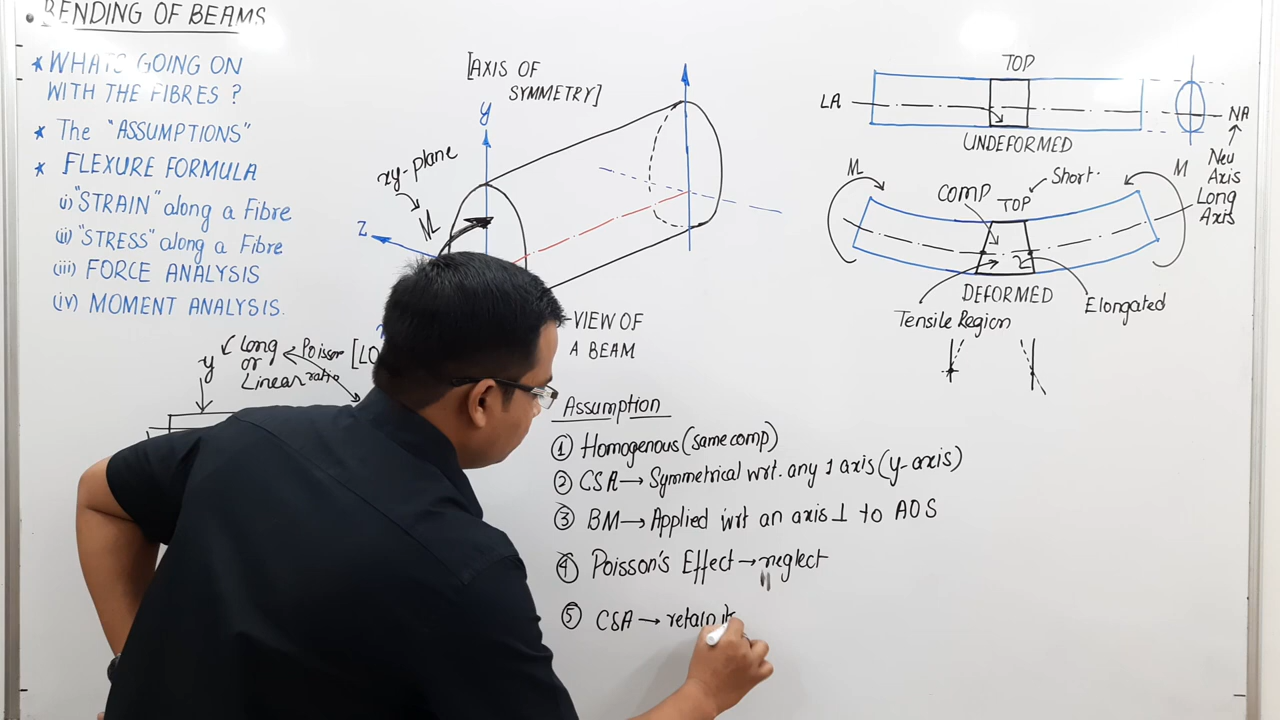 BENDING OF BEAMS
* WHATS GOING ON
WITH THE FIBRES ?
* The "ASSUMPTIONS"
* FLEXURE FORMULA
i) "STRAIN" along a Fibre
(ii) "STRESS" along a Fibre
(iii) FORCE ANALYSIS
(iv) MOMENT ANALYSIS.
y
Long
or
Linear
Poisson
ratio
[LO
[AXIS OF
SYMMETRY]
y
xy-plane
M
Z
-VIEW OF
A BEAM
TOP
LA
NA
UNDEFORMED
Neu
Axis
Long
Axis
M
M
Comp
Short.
TOP
DEFORMED
Tensile Region
Elongated
Assumption
① Homogenous (same comp)
② CSA → Symmetrical wrt. any 1 axis (y-axis)
③ BM → Applied wrt an axis ⊥ to AOS
④ Poisson's Effect → neglect
⑤ CSA → retain it